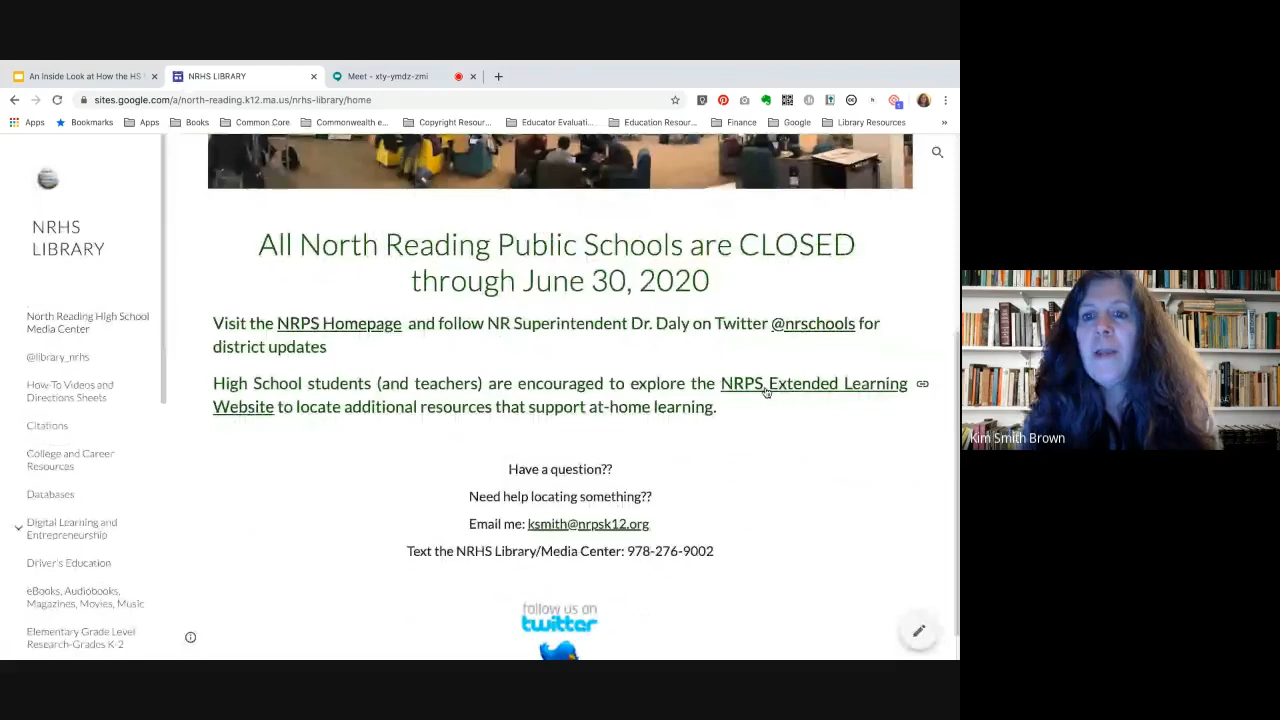 An Inside Look at How the HS
NRHS LIBRARY
Meet - xty-ymdz-zmi
sites.google.com/a/north-reading.k12.ma.us/nrhs-library/home
Apps
Bookmarks
Apps
Books
Common Core
Commonwealth e...
Copyright Resour...
Educator Evaluati...
Education Resour...
Finance
Google
Library Resources
»
NRHS
LIBRARY
North Reading High School
Media Center
@library_nrhs
How-To Videos and
Directions Sheets
Citations
College and Career
Resources
Databases
Digital Learning and
Entrepreneurship
Driver's Education
eBooks, Audiobooks,
Magazines, Movies, Music
Elementary Grade Level
Research-Grades K-2
All North Reading Public Schools are CLOSED
through June 30, 2020
Visit the NRPS Homepage and follow NR Superintendent Dr. Daly on Twitter @nrschools for
district updates
High School students (and teachers) are encouraged to explore the NRPS Extended Learning
Website to locate additional resources that support at-home learning.
Have a question??
Need help locating something??
Email me: ksmith@nrpsk12.org
Text the NRHS Library/Media Center: 978-276-9002
follow us on
twitter
Kim Smith Brown